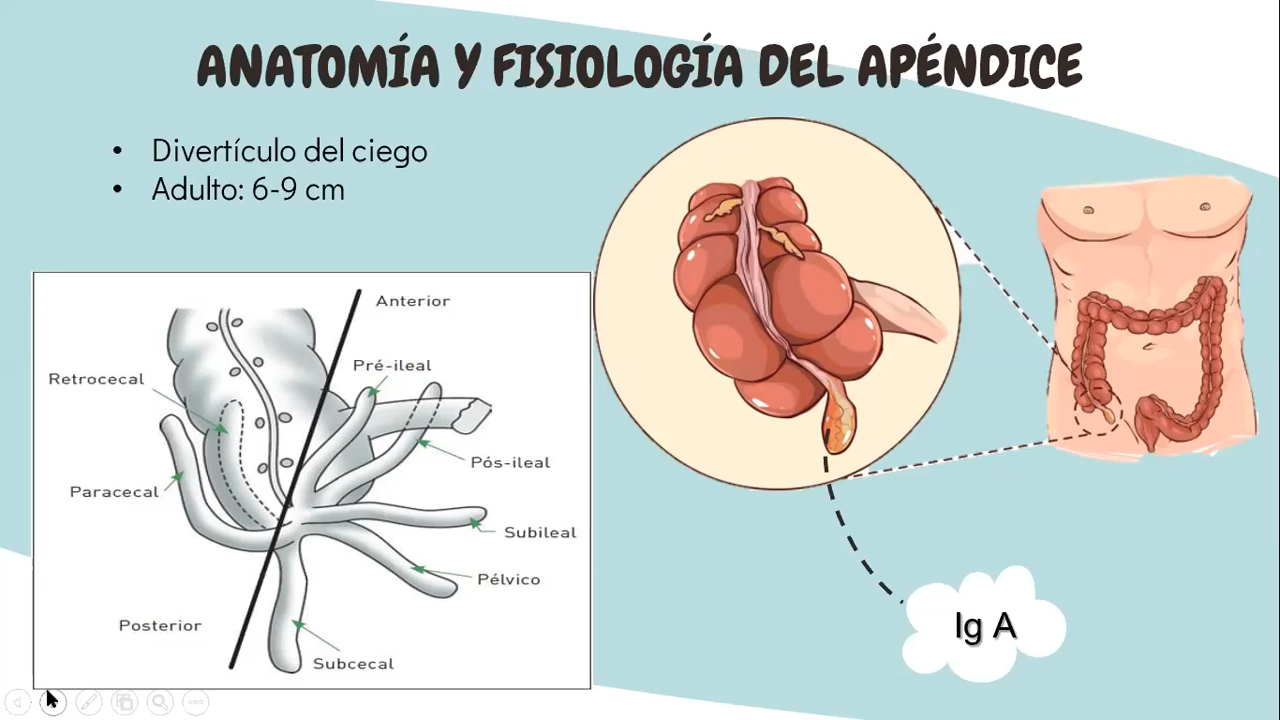 ANATOMÍA Y FISIOLOGÍA DEL APÉNDICE
• Divertículo del ciego
• Adulto: 6-9 cm
Anterior
Pré-ileal
Retrocecal
Pós-ileal
Paracecal
Subileal
Pélvico
Posterior
Subcecal
Ig A